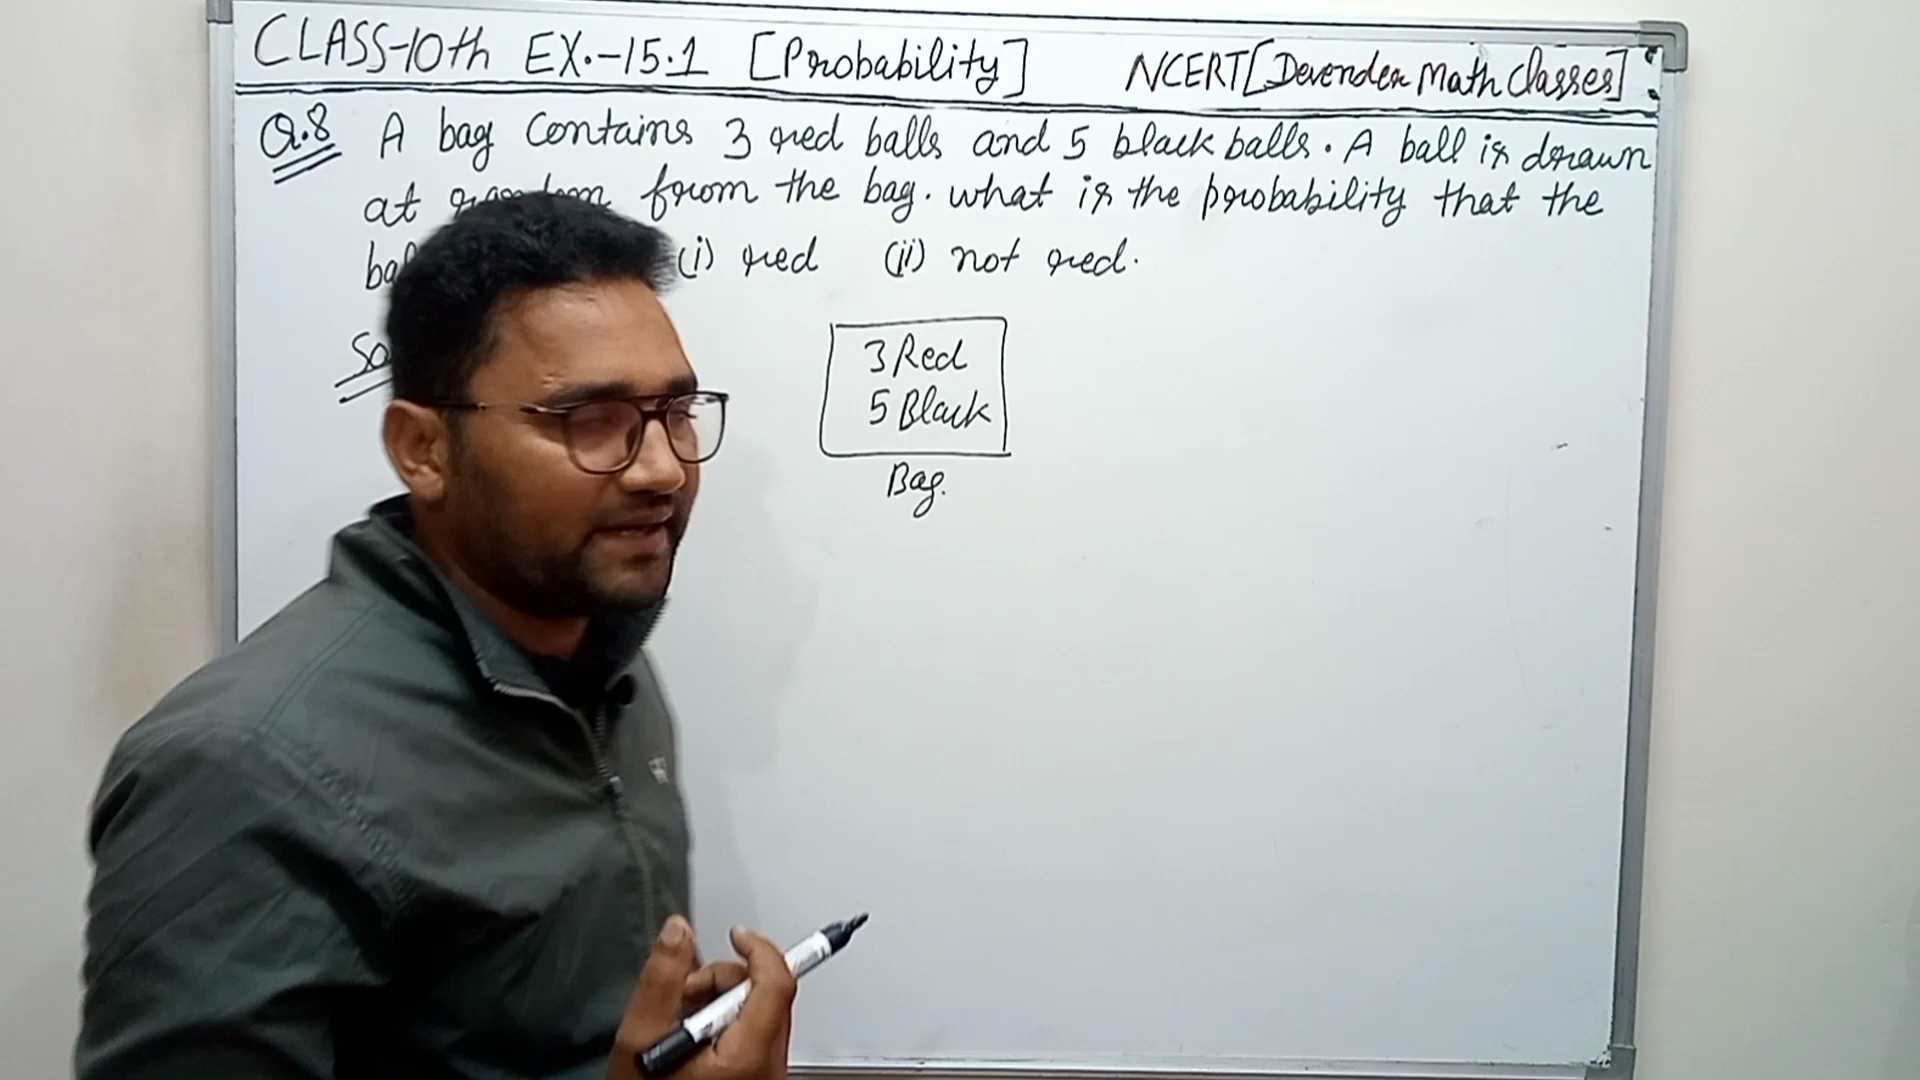 CLASS-10th EX.-15.1 [Probability] NCERT[Devender Math Classes]
Q.8 A bag contains 3 red balls and 5 black balls. A ball is drawn
at random from the bag. what is the probability that the
(i) red (ii) not red.
3 Red
5 Black
Bag.